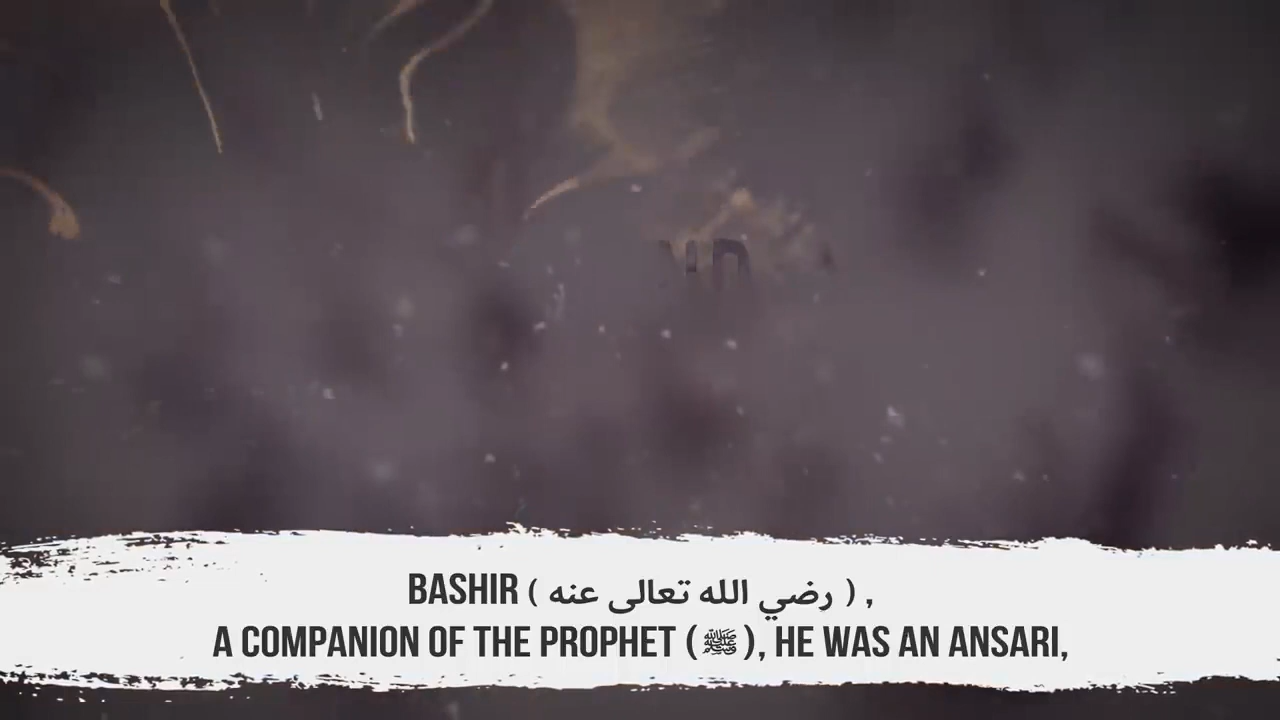 BASHIR ( رضي الله تعالى عنه ) ,
A COMPANION OF THE PROPHET (ﷺ), HE WAS AN ANSARI,